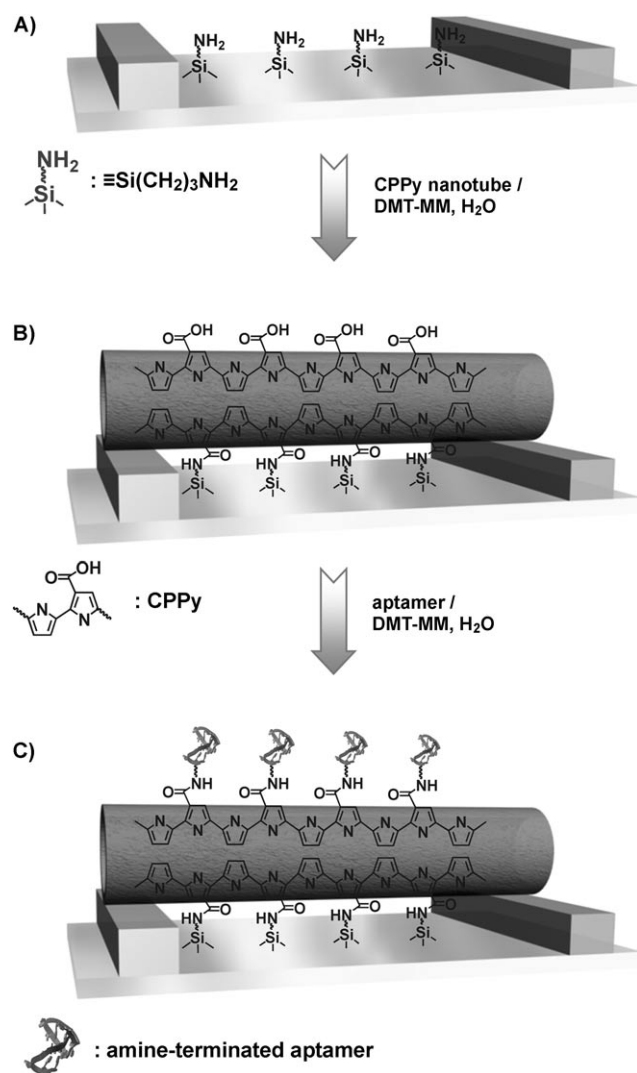 A)
NH₂ NH₂ NH₂ NH₂
Si Si Si Si
NH₂
Si
: ≡Si(CH₂)₃NH₂
CPPy nanotube /
DMT-MM, H₂O
B)
O OH O OH O OH O OH
N N N N N N N N
N N N N N N N N
HN O HN O HN O HN O
Si Si Si Si
O OH
N N
: CPPy
aptamer /
DMT-MM, H₂O
C)
O NH O NH O NH O NH
N N N N N N N N
N N N N N N N N
HN O HN O HN O HN O
Si Si Si Si
: amine-terminated aptamer